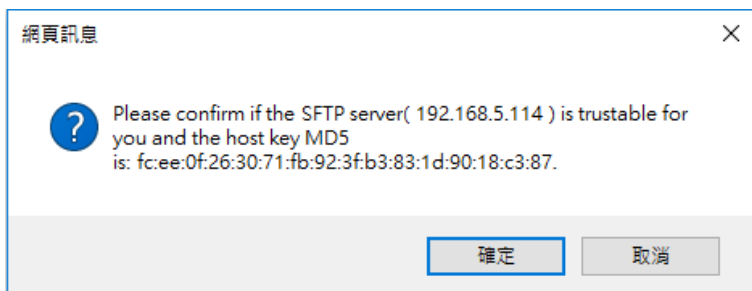 網頁訊息
Please confirm if the SFTP server( 192.168.5.114 ) is trustable for
you and the host key MD5
is: fc:ee:0f:26:30:71:fb:92:3f:b3:83:1d:90:18:c3:87.
確定
取消